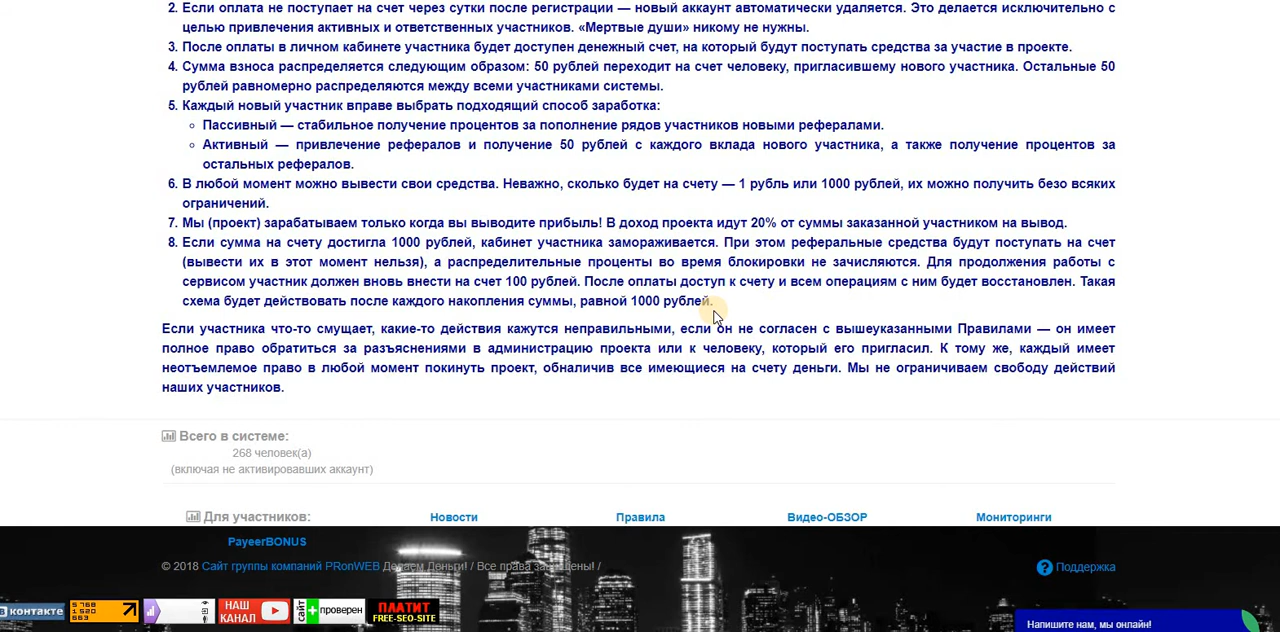 2. Если оплата не поступает на счет через сутки после регистрации — новый аккаунт автоматически удаляется. Это делается исключительно с
целью привлечения активных и ответственных участников. «Мертвые души» никому не нужны.
3. После оплаты в личном кабинете участника будет доступен денежный счет, на который будут поступать средства за участие в проекте.
4. Сумма взноса распределяется следующим образом: 50 рублей переходит на счет человеку, пригласившему нового участника. Остальные 50
рублей равномерно распределяются между всеми участниками системы.
5. Каждый новый участник вправе выбрать подходящий способ заработка:
Пассивный — стабильное получение процентов за пополнение рядов участников новыми рефералами.
Активный — привлечение рефералов и получение 50 рублей с каждого вклада нового участника, а также получение процентов за
остальных рефералов.
6. В любой момент можно вывести свои средства. Неважно, сколько будет на счету — 1 рубль или 1000 рублей, их можно получить безо всяких
ограничений.
7. Мы (проект) зарабатываем только когда вы выводите прибыль! В доход проекта идут 20% от суммы заказанной участником на вывод.
8. Если сумма на счету достигла 1000 рублей, кабинет участника замораживается. При этом реферальные средства будут поступать на счет
(вывести их в этот момент нельзя), а распределительные проценты во время блокировки не зачисляются. Для продолжения работы с
сервисом участник должен вновь внести на счет 100 рублей. После оплаты доступ к счету и всем операциям с ним будет восстановлен. Такая
схема будет действовать после каждого накопления суммы, равной 1000 рублей.
Если участника что-то смущает, какие-то действия кажутся неправильными, если он не согласен с вышеуказанными Правилами — он имеет
полное право обратиться за разъяснениями в администрацию проекта или к человеку, который его пригласил. К тому же, каждый имеет
неотъемлемое право в любой момент покинуть проект, обналичив все имеющиеся на счету деньги. Мы не ограничиваем свободу действий
наших участников.
Всего в системе:
268 человек(а)
(включая не активировавших аккаунт)
Для участников: Новости Правила Видео-ОБЗОР Мониторинги
PayeerBONUS
© 2018 Сайт группы компаний PRonWEB Делаем Деньги! / Все права защищены! /
? Поддержка
В контакте
5 768
1 520
663
НАШ
КАНАЛ
сайт
проверен
ПЛАТИТ
FREE-SEO-SITE
Напишите нам, мы онлайн!